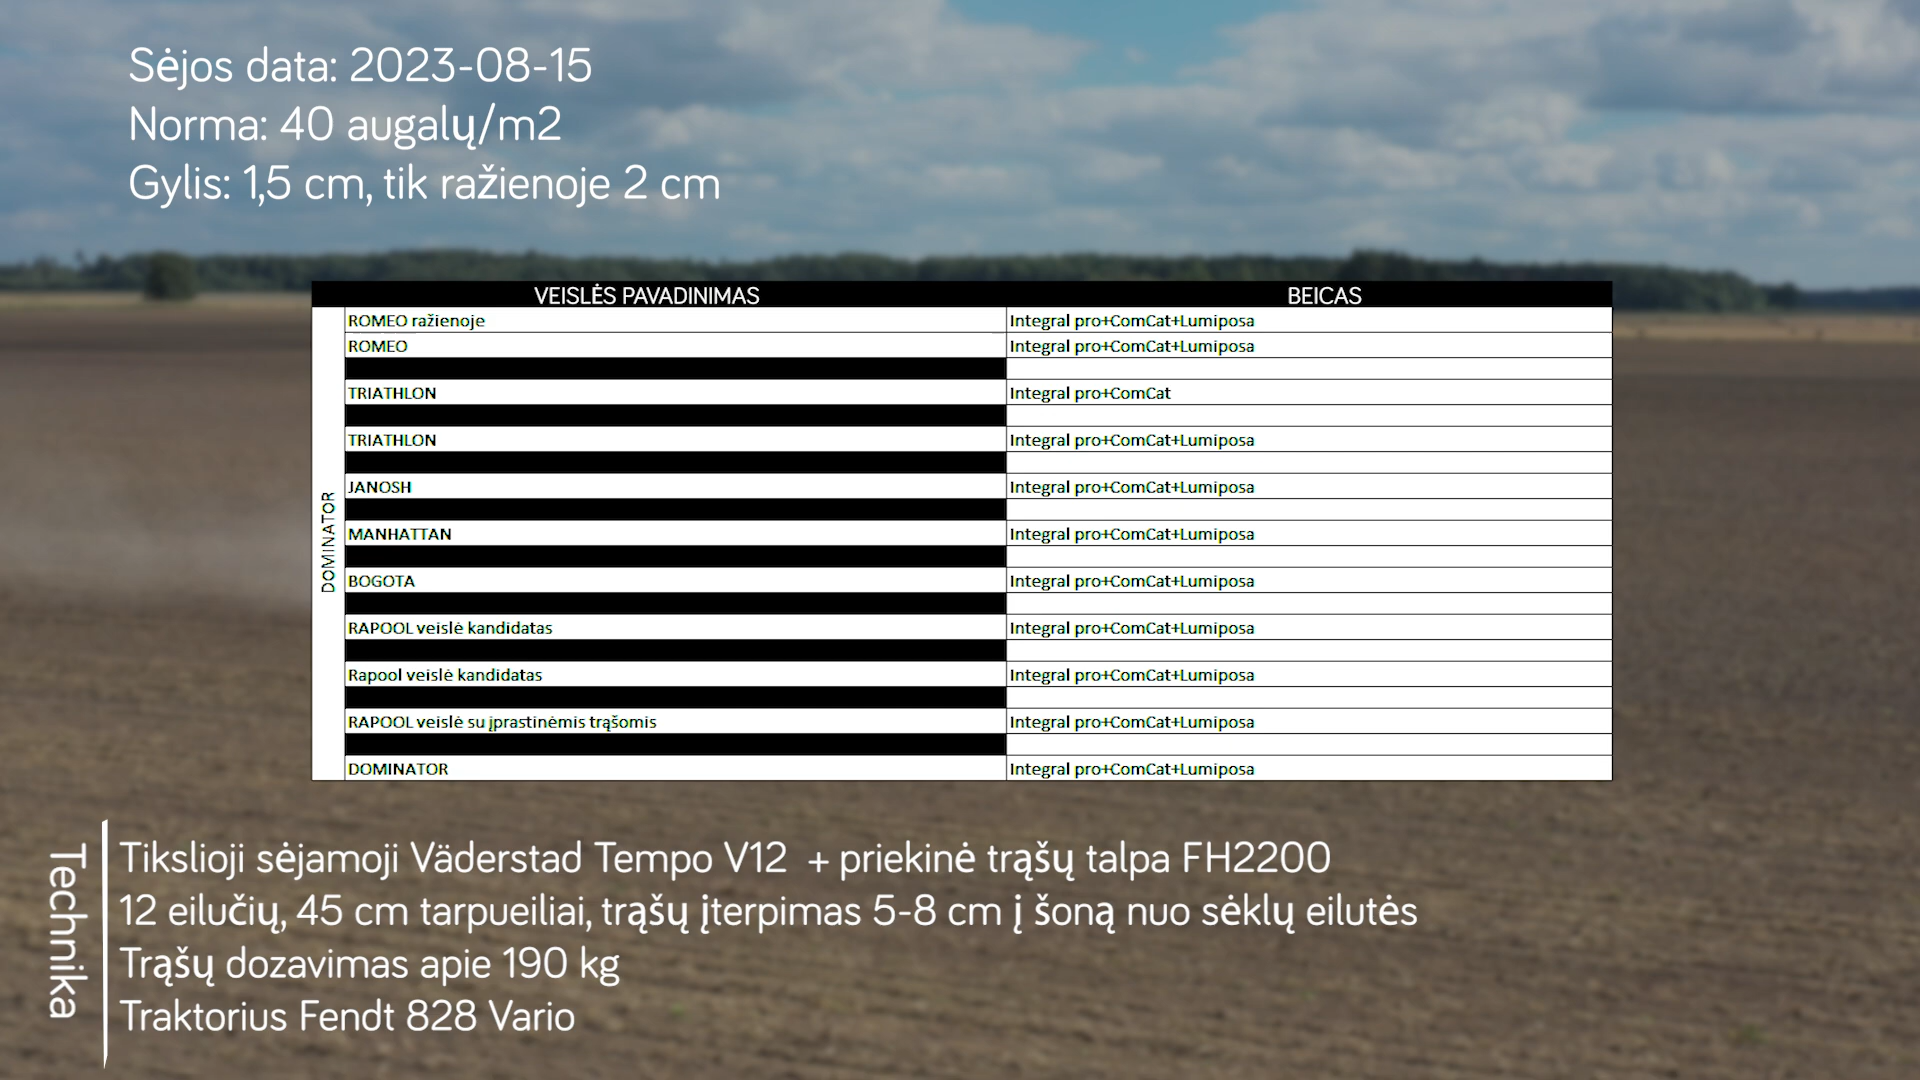 Sėjos data: 2023-08-15
Norma: 40 augalų/m2
Gylis: 1,5 cm, tik ražienoje 2 cm
VEISLĖS PAVADINIMAS BEICAS
DOMINATOR
ROMEO ražienoje Integral pro+ComCat+Lumiposa
ROMEO Integral pro+ComCat+Lumiposa
TRIATHLON Integral pro+ComCat
TRIATHLON Integral pro+ComCat+Lumiposa
JANOSH Integral pro+ComCat+Lumiposa
MANHATTAN Integral pro+ComCat+Lumiposa
BOGOTA Integral pro+ComCat+Lumiposa
RAPOOL veislė kandidatas Integral pro+ComCat+Lumiposa
Rapool veislė kandidatas Integral pro+ComCat+Lumiposa
RAPOOL veislė su įprastinėmis trąšomis Integral pro+ComCat+Lumiposa
DOMINATOR Integral pro+ComCat+Lumiposa
Technika
Tikslioji sėjamoji Väderstad Tempo V12 + priekinė trąšų talpa FH2200
12 eilučių, 45 cm tarpueiliai, trąšų įterpimas 5-8 cm į šoną nuo sėklų eilutės
Trąšų dozavimas apie 190 kg
Traktorius Fendt 828 Vario